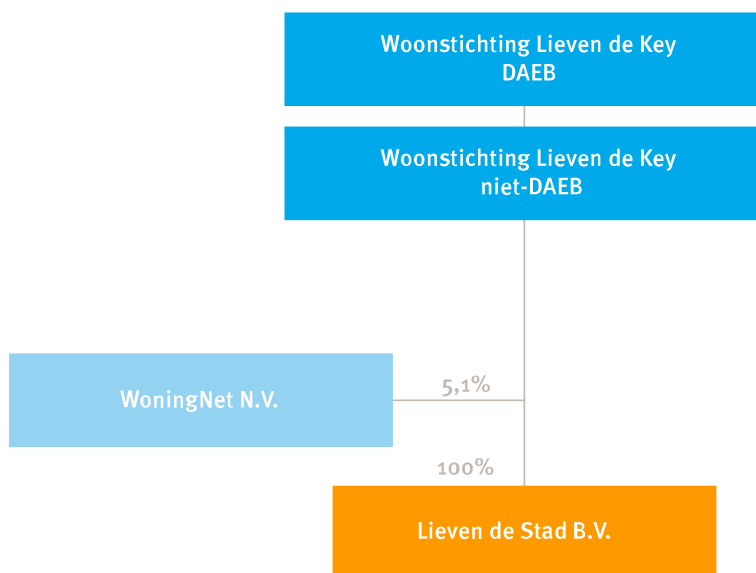 Woonstichting Lieven de Key
DAEB
Woonstichting Lieven de Key
niet-DAEB
WoningNet N.V.
5,1%
100%
Lieven de Stad B.V.